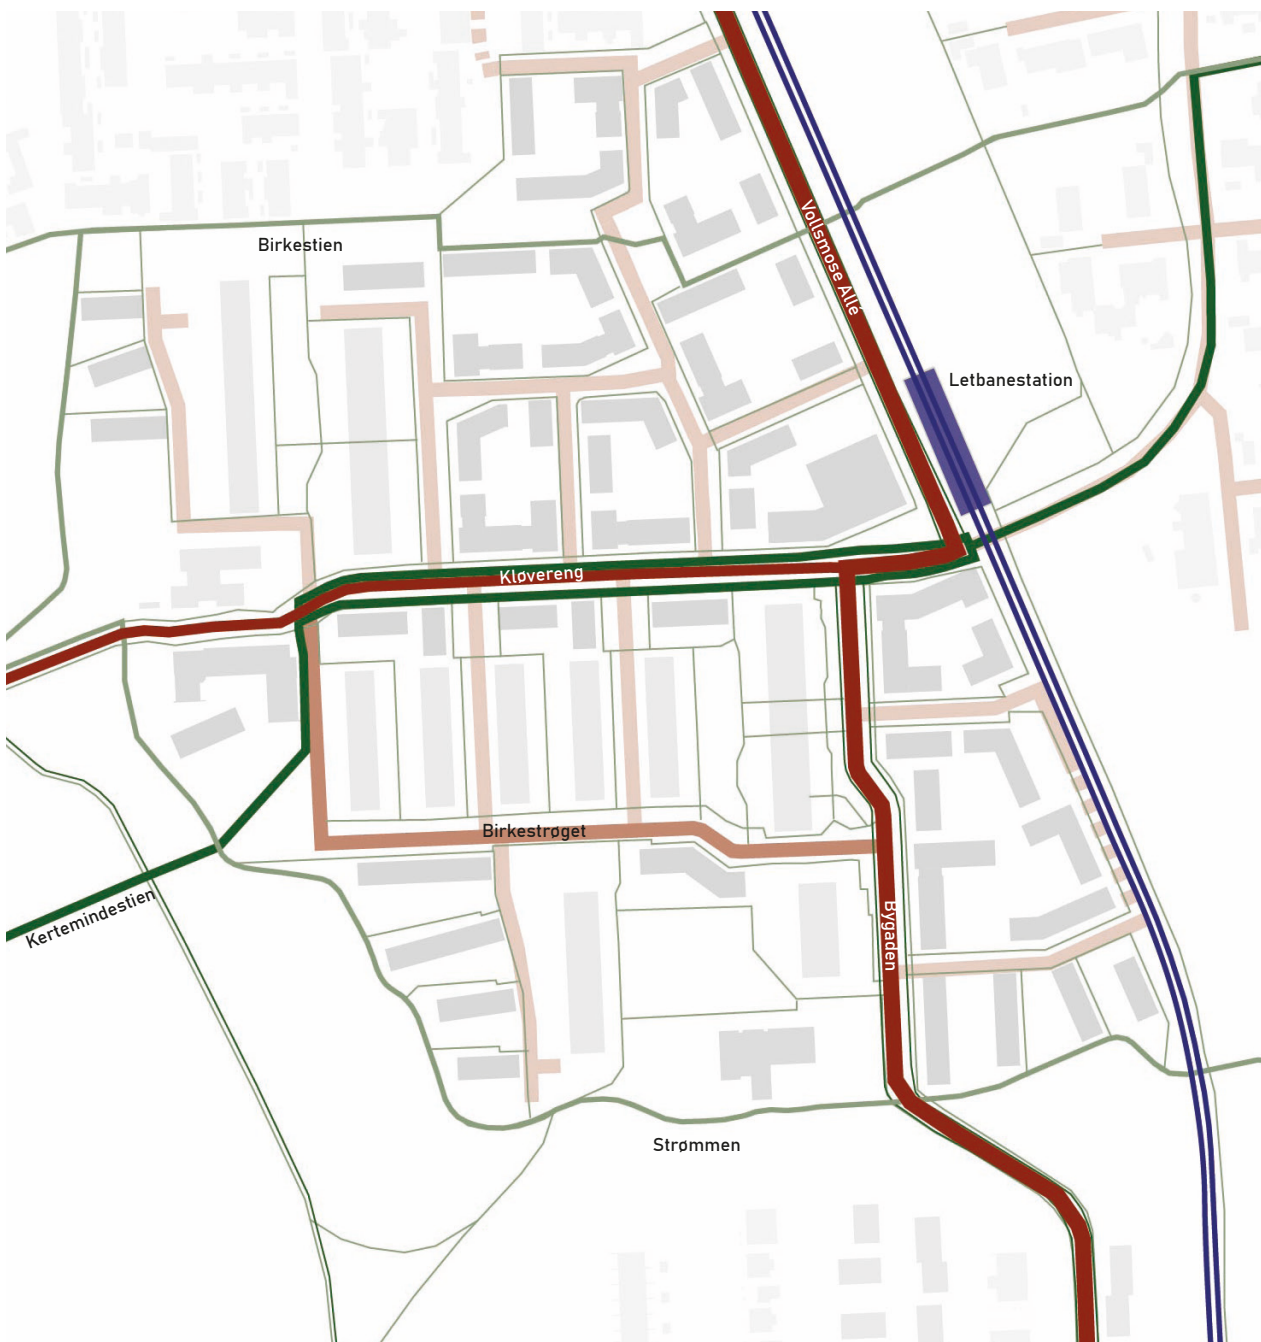 Birkestien
Vollsmose Allé
Letbanestation
Kløvereng
Birkestrøget
Kertemindestien
Bygaden
Strømmen